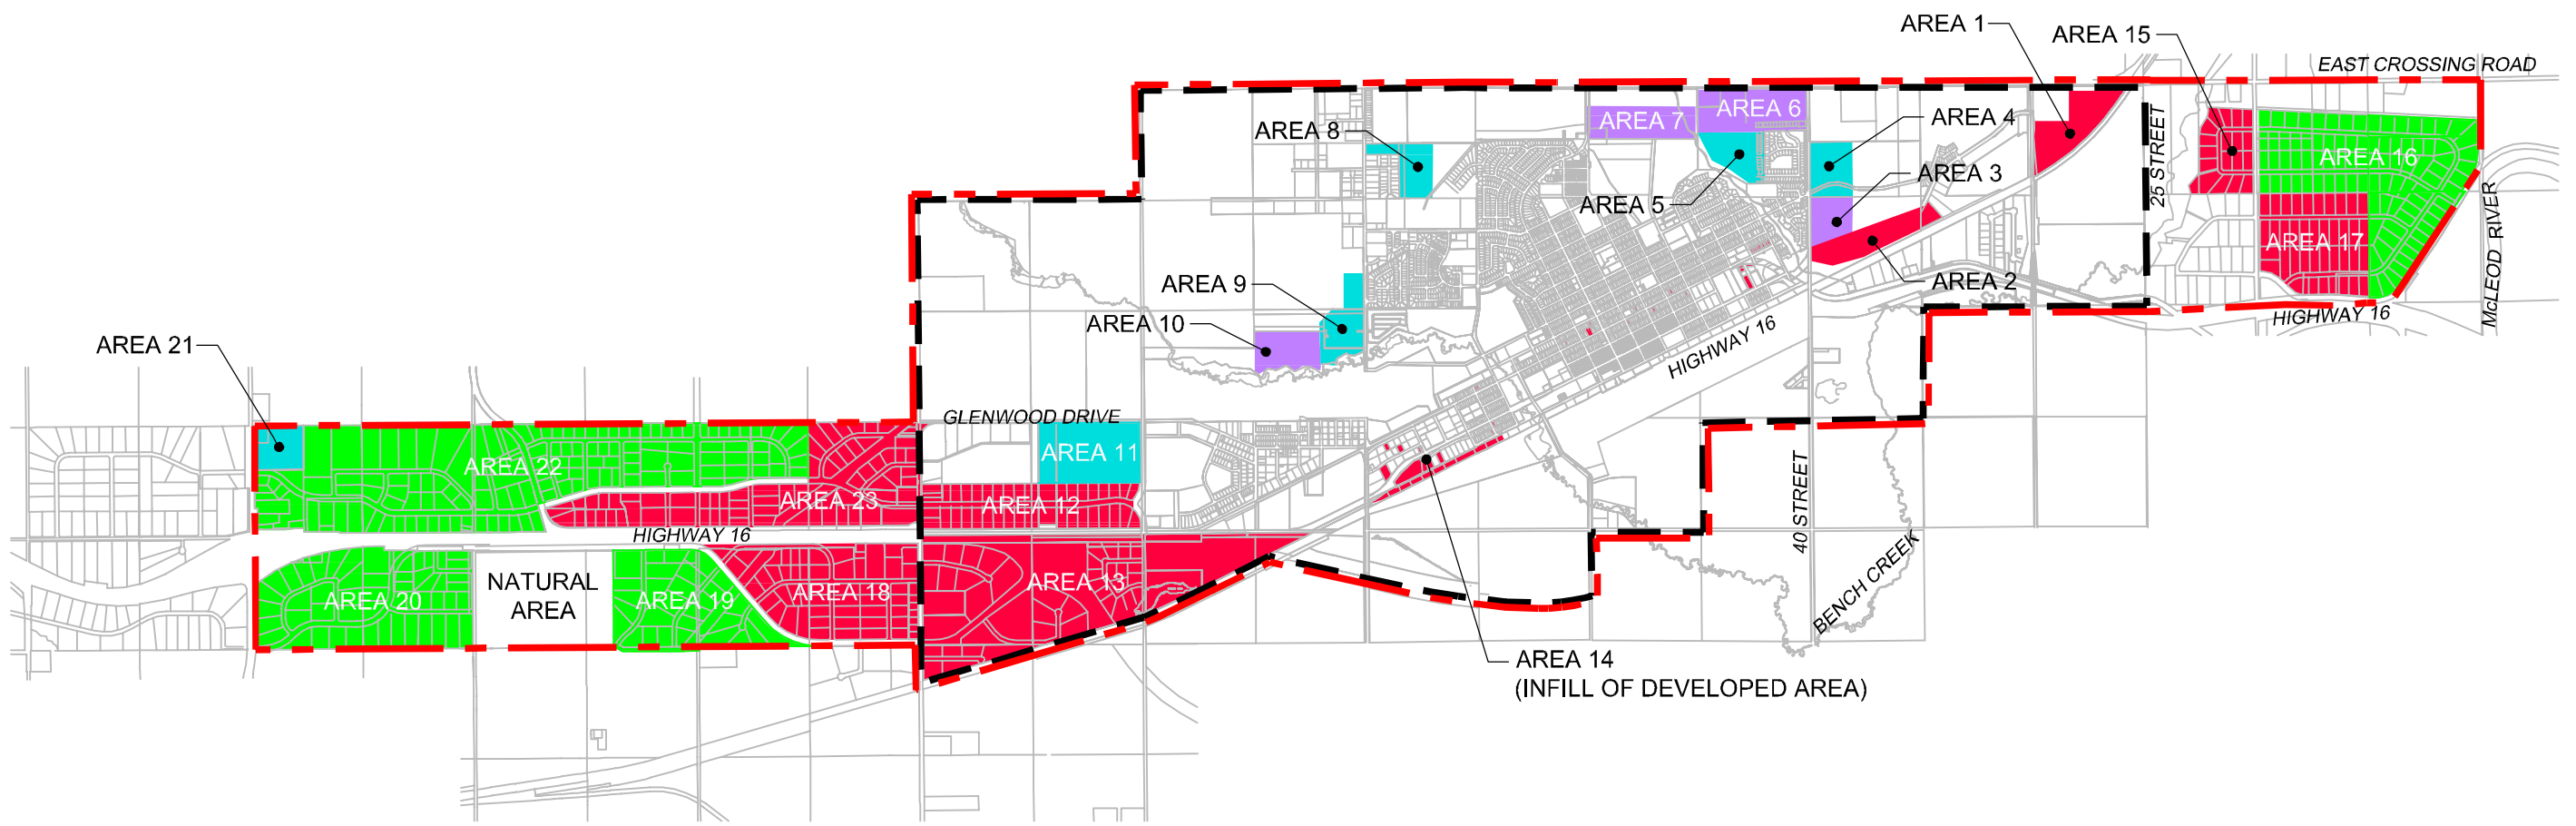 AREA 1
AREA 15
EAST CROSSING ROAD
AREA 8
AREA 7
AREA 6
AREA 4
25 STREET
AREA 16
AREA 3
AREA 5
McLEOD RIVER
AREA 17
AREA 9
AREA 2
AREA 10
HIGHWAY 16
HIGHWAY 16
AREA 21
GLENWOOD DRIVE
AREA 11
AREA 22
AREA 23
AREA 12
40 STREET
HIGHWAY 16
BENCH CREEK
NATURAL
AREA
AREA 20
AREA 19
AREA 18
AREA 13
AREA 14
(INFILL OF DEVELOPED AREA)